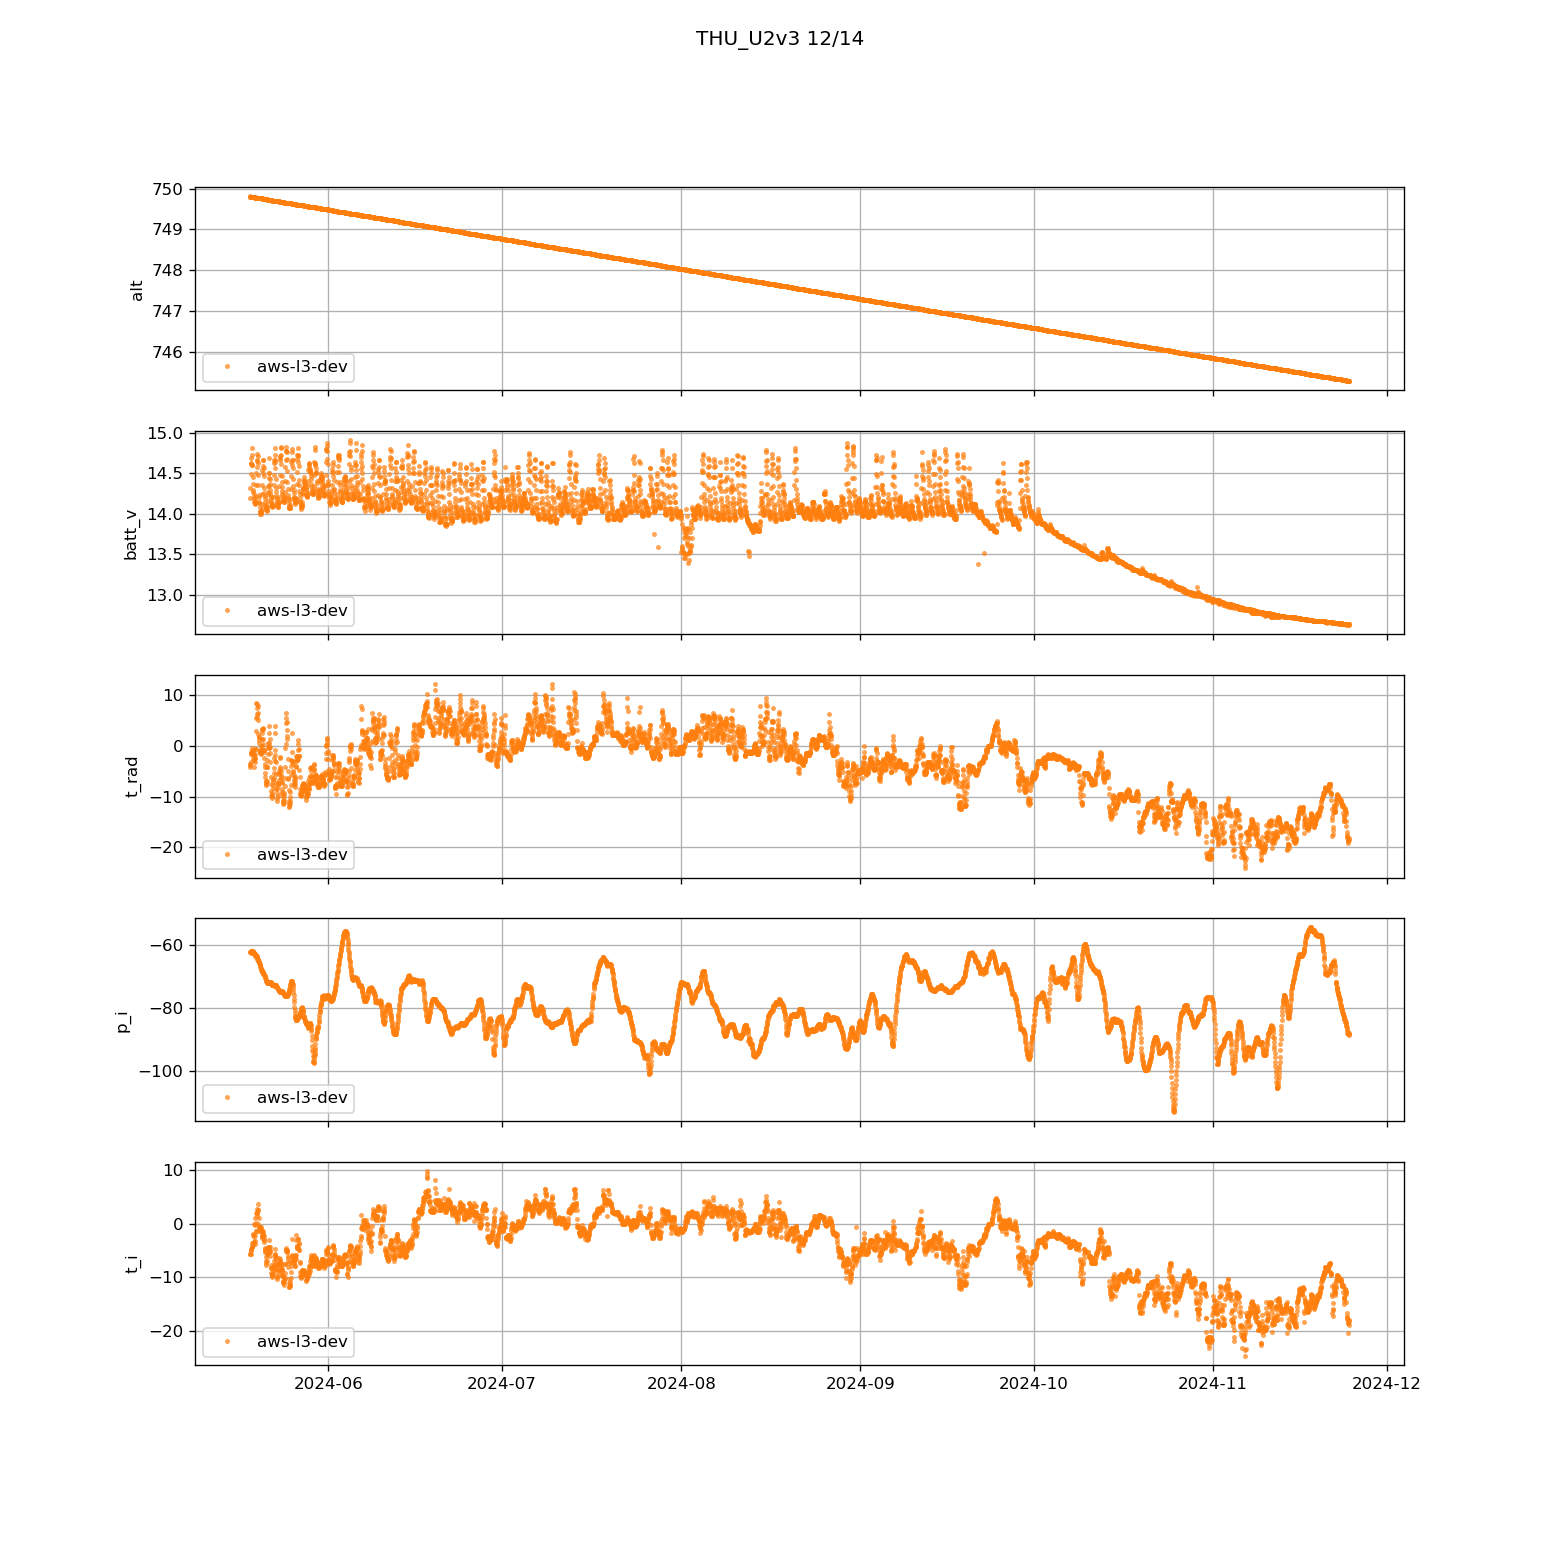 THU_U2v3 12/14
750
749
748
747
746
alt
aws-l3-dev
15.0
14.5
14.0
13.5
13.0
batt_v
aws-l3-dev
10
0
−10
−20
t_rad
aws-l3-dev
−60
−80
−100
p_i
aws-l3-dev
10
0
−10
−20
t_i
aws-l3-dev
2024-06 2024-07 2024-08 2024-09 2024-10 2024-11 2024-12